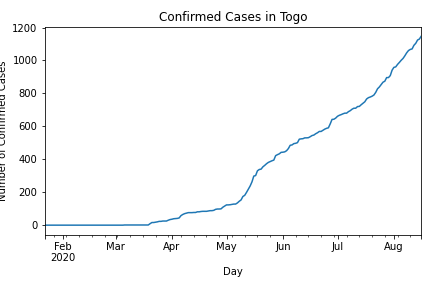 Confirmed Cases in Togo
1200
1000
800
600
400
200
0
Number of Confirmed Cases
Feb Mar Apr May Jun Jul Aug
2020
Day